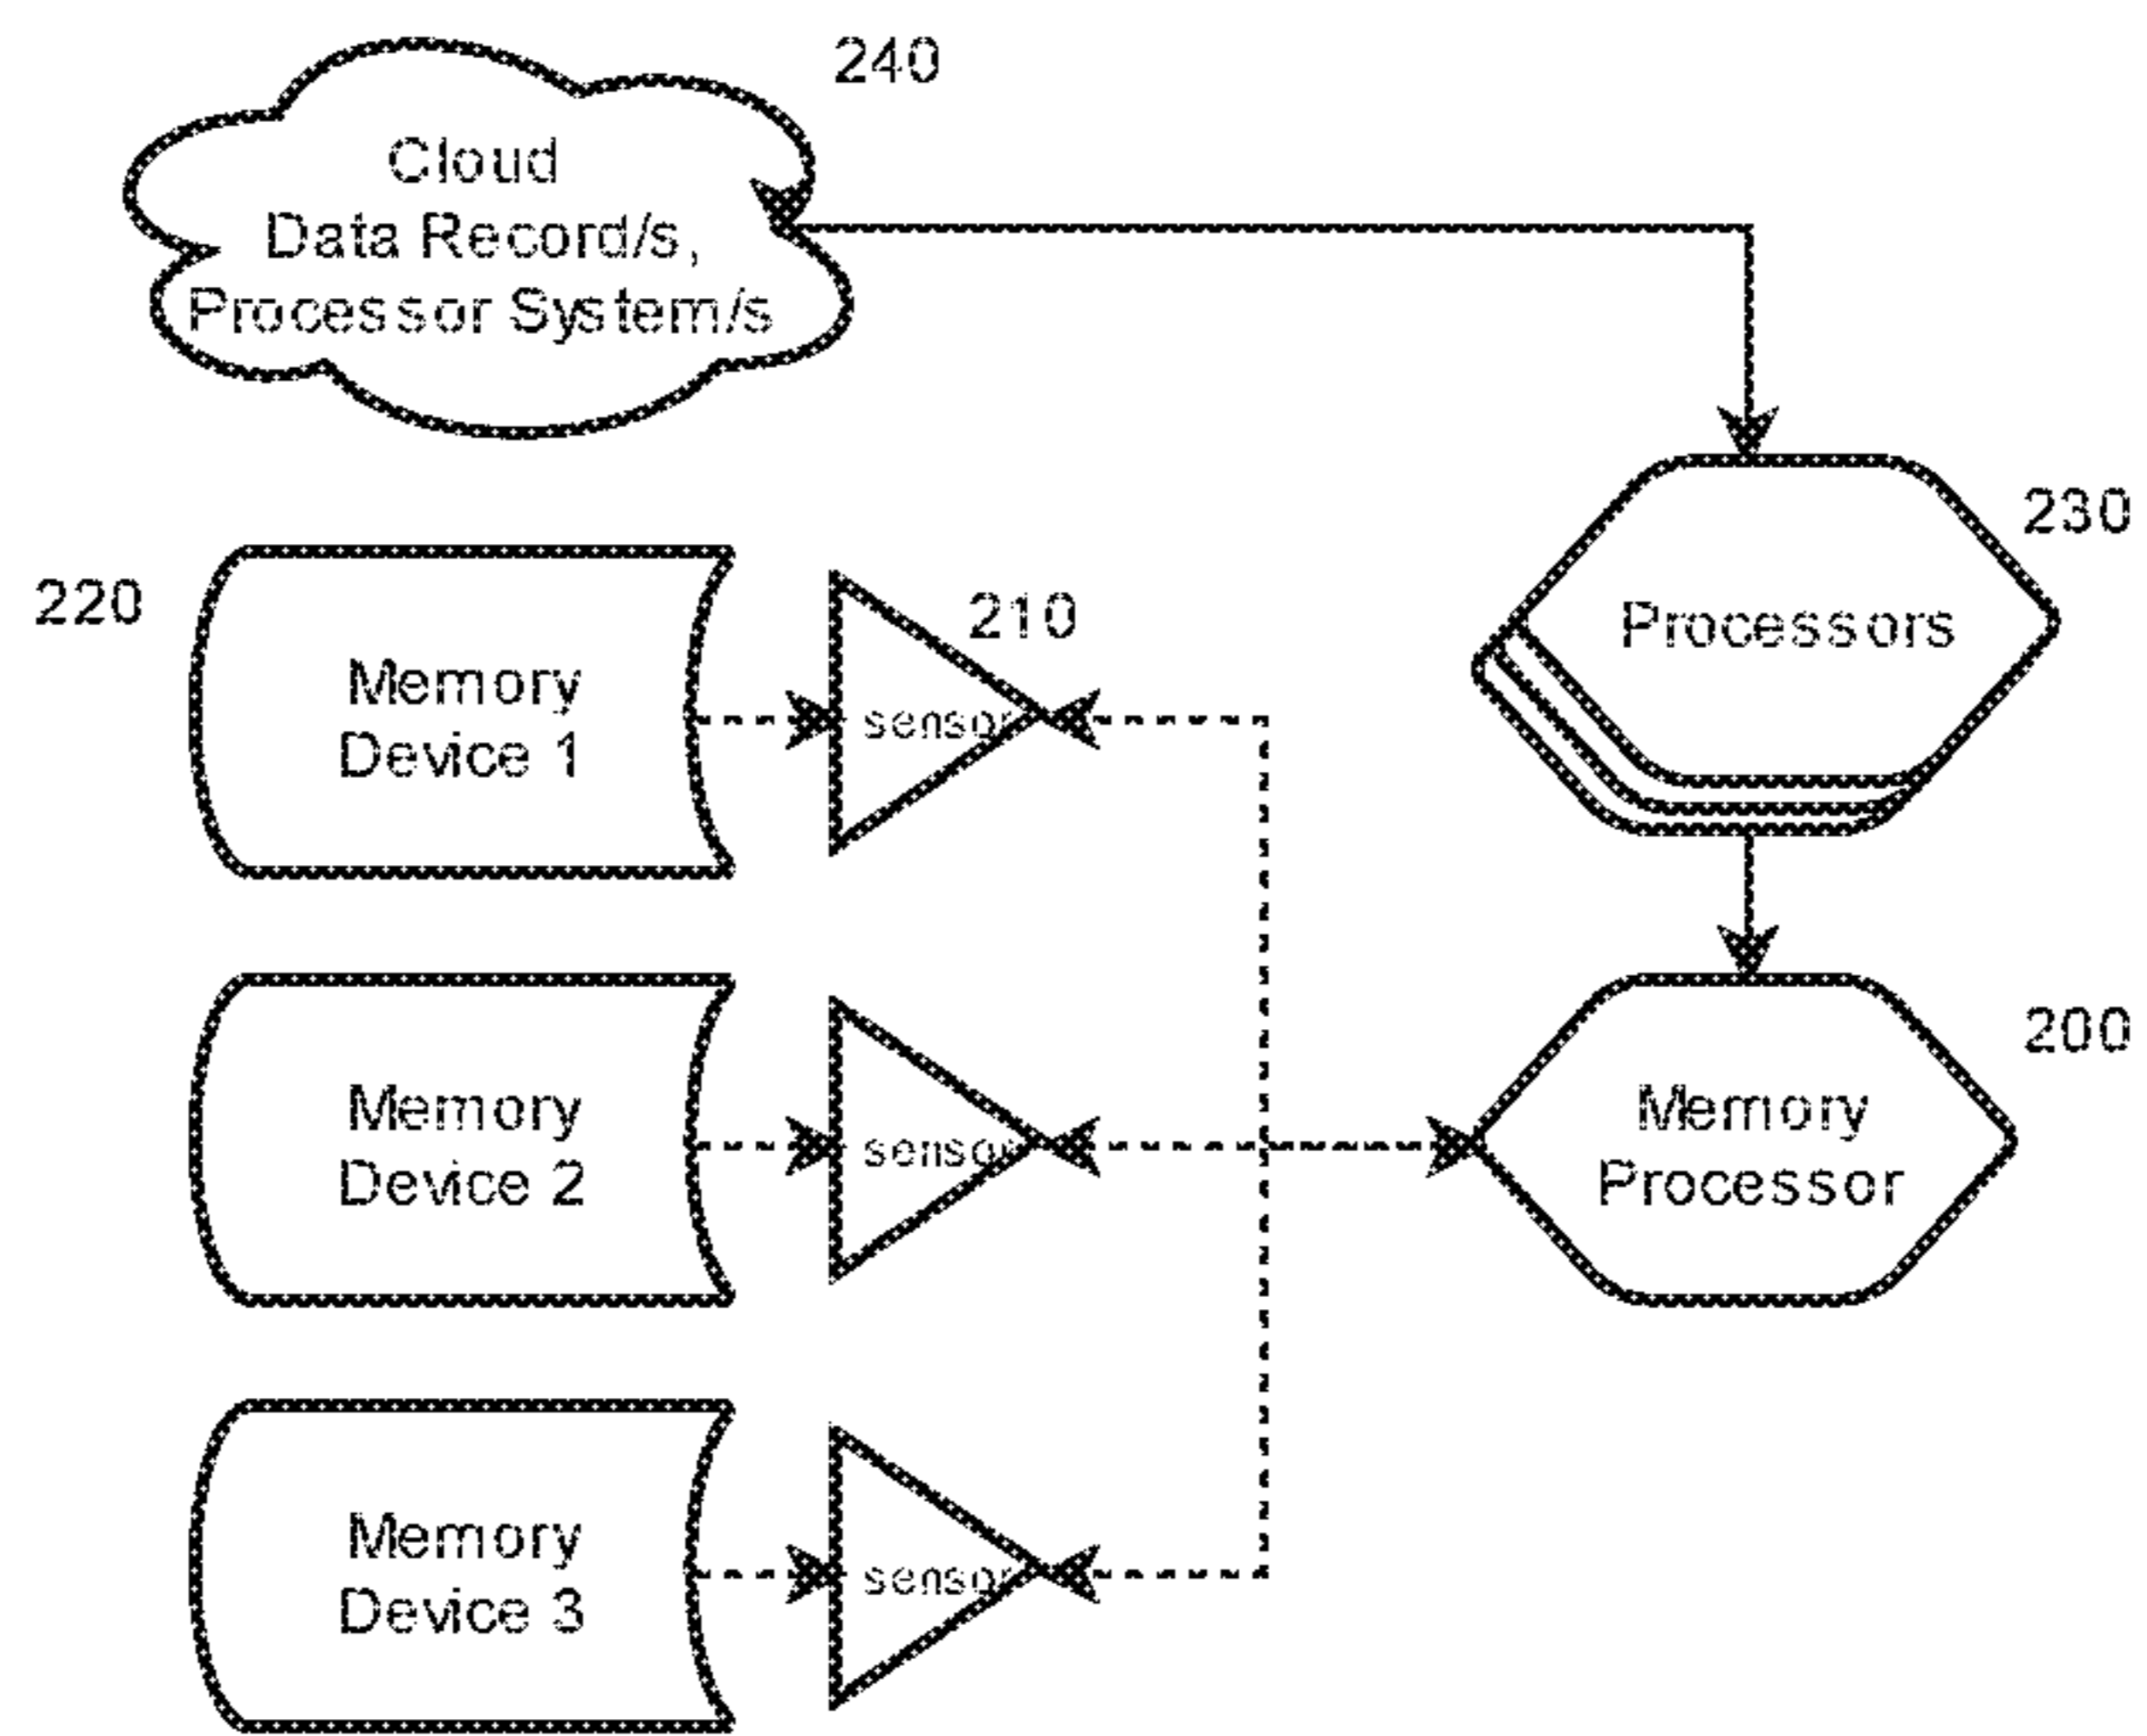 240
Cloud
Data Record/s,
Processor System/s
230
220
210
Processors
Memory
Device 1
sensor
200
Memory
Device 2
sensor
Memory
Processor
Memory
Device 3
sensor